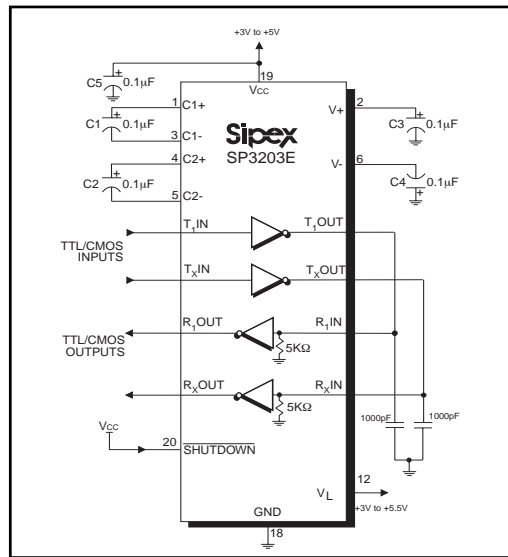 +3V to +5V
19
VCC
C5
+
0.1µF
1
C1+
C1
+
0.1µF
3
C1-
4
C2+
C2
+
0.1µF
5
C2-
Sipex
SP3203E
V+
2
C3
+
0.1µF
V-
6
C4
+
0.1µF
T1IN
T1OUT
TTL/CMOS
INPUTS
TXIN
TXOUT
R1OUT
R1IN
TTL/CMOS
OUTPUTS
5KΩ
RXOUT
RXIN
5KΩ
1000pF
1000pF
VCC
20
SHUTDOWN
VL
12
+3V to +5.5V
GND
18